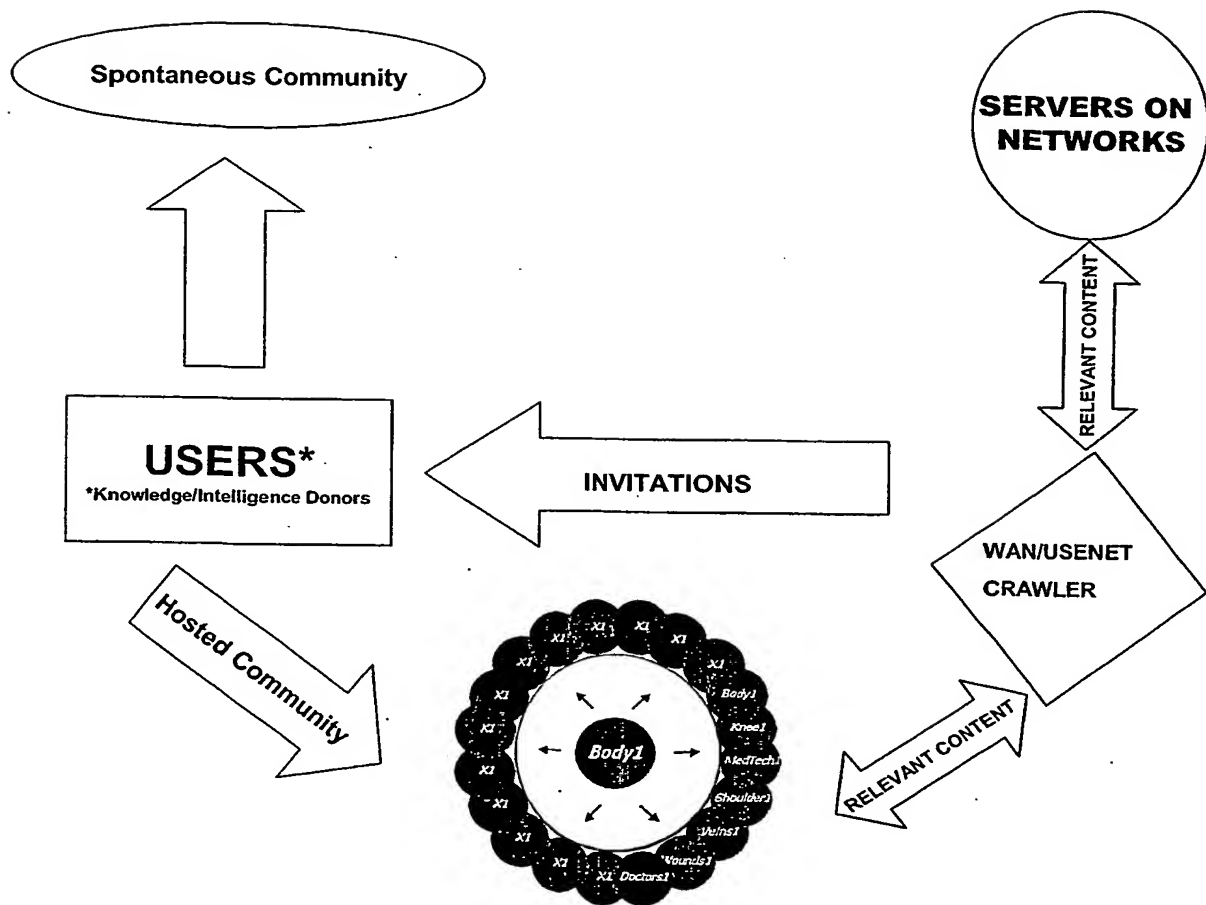 Spontaneous Community
SERVERS ON
NETWORKS
RELEVANT CONTENT
USERS*
*Knowledge/Intelligence Donors
INVITATIONS
WAN/USENET
CRAWLER
Hosted Community
RELEVANT CONTENT
Body1
X1
X1
X1
X1
Body1
Knee1
MedTech1
Shoulder1
Veins1
Wounds1
Doctors1
X1
X1
X1
X1
X1
X1
X1
X1
X1